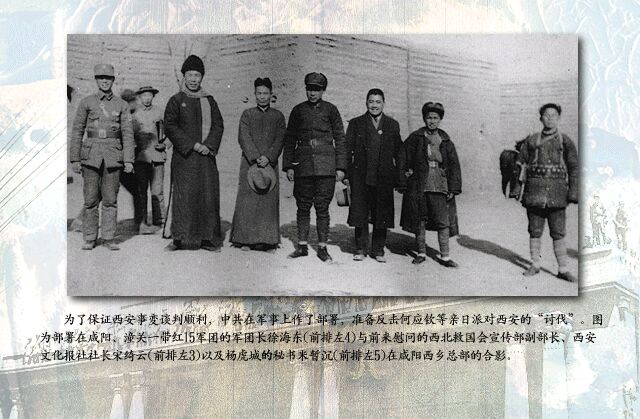 为了保证西安事变谈判顺利，中共在军事上作了部署，准备反击何应钦等亲日派对西安的“讨伐”。图
为部署在咸阳、潼关一带红15军团的军团长徐海东(前排左4)与前来慰问的西北救国会宣传部副部长、西安
文化报社社长宋绮云(前排左3)以及杨虎城的秘书米暂沉(前排左5)在咸阳西乡总部的合影。